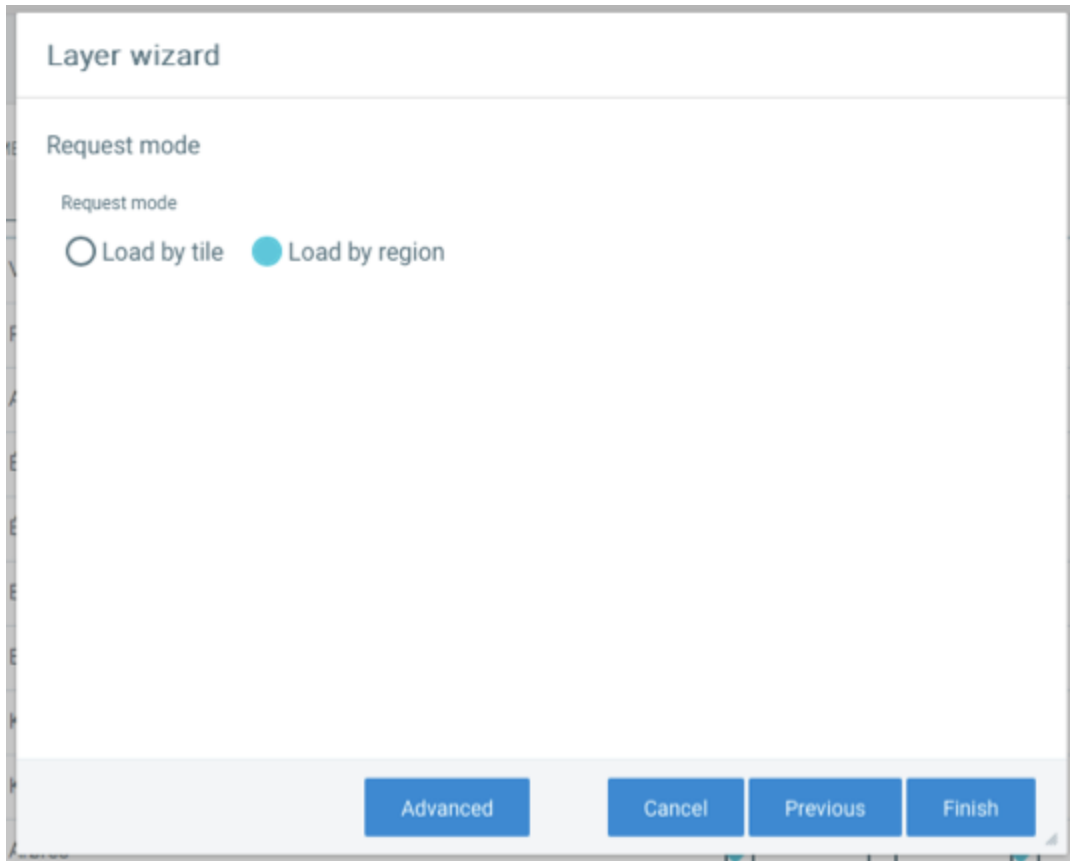 Layer wizard
Request mode
Request mode
Load by tile Load by region
Advanced Cancel Previous Finish